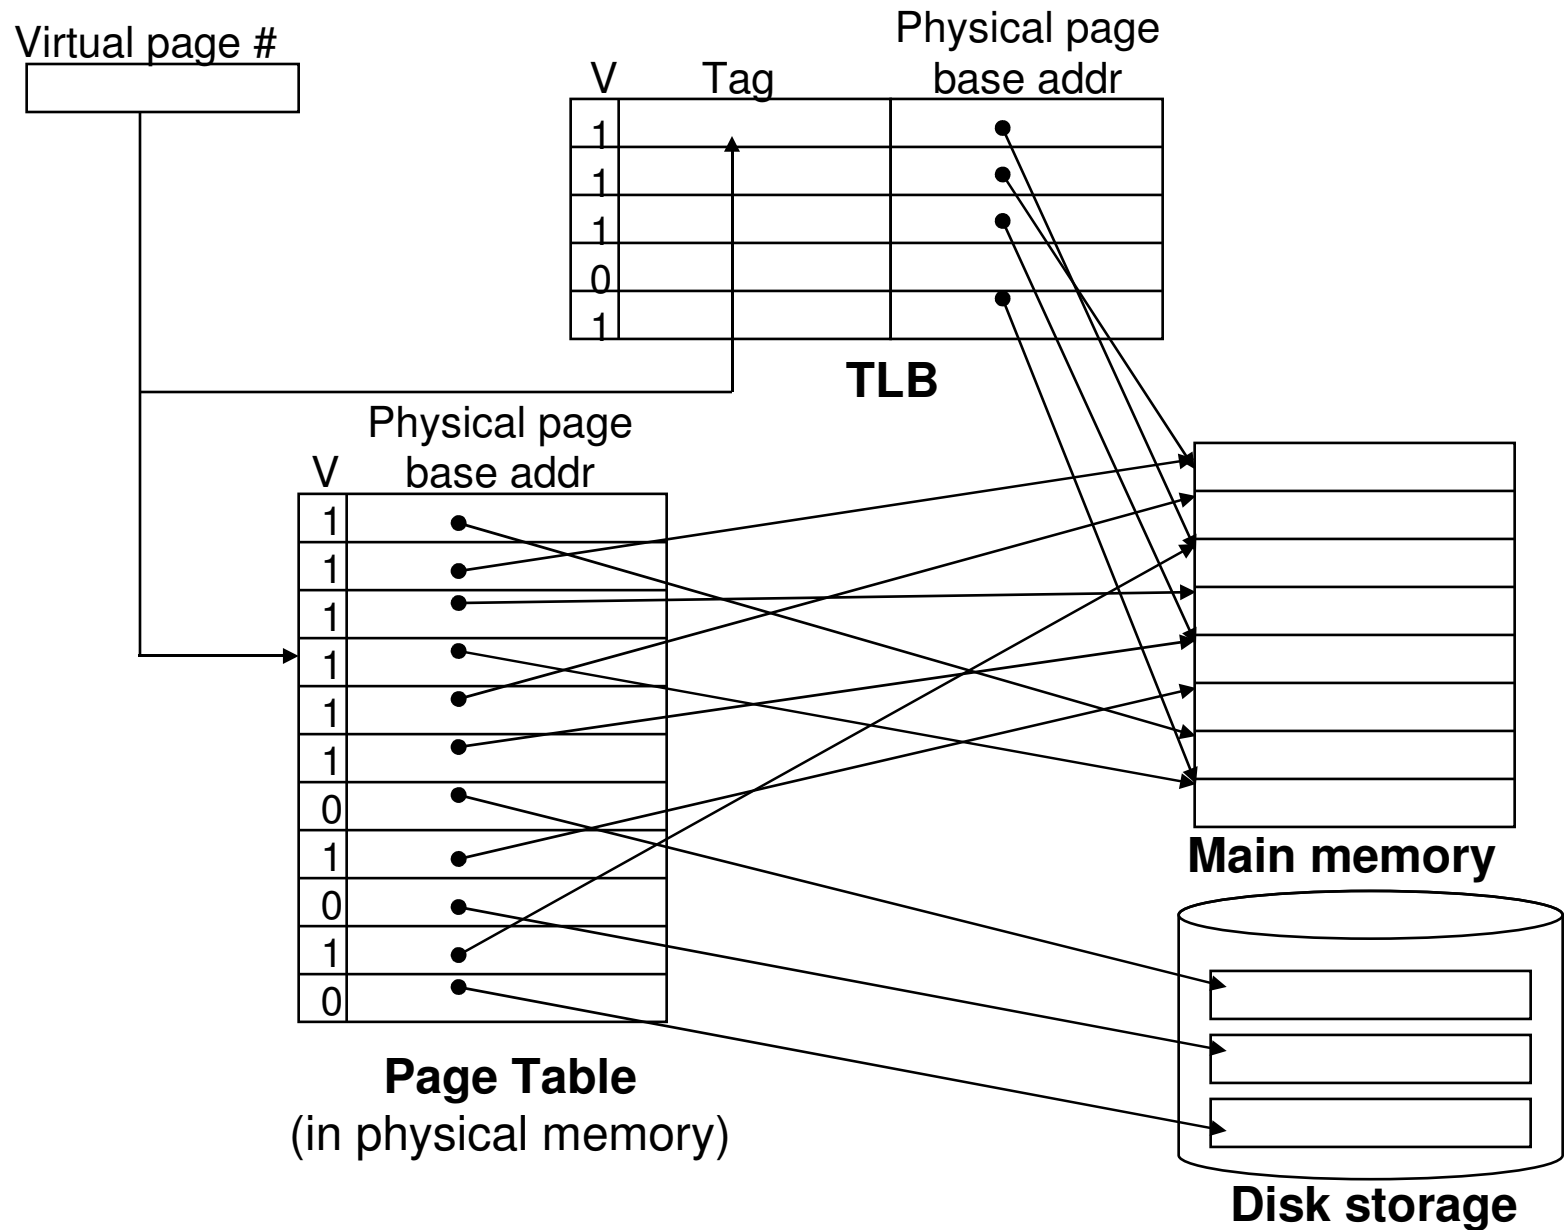 Virtual page #
Physical page
base addr
V Tag
1
1
1
0
1
TLB
Physical page
base addr
V
1
1
1
1
1
1
0
1
0
1
0
Page Table
(in physical memory)
Main memory
Disk storage